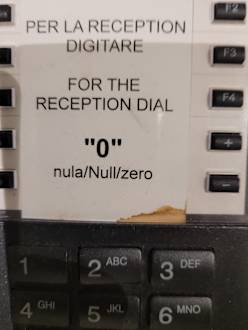 PER LA RECEPTION
DIGITARE
FOR THE
RECEPTION DIAL
"0"
nula/Null/zero
F2
F3
F4
+
−
1
2 ABC
3 DEF
4 GHI
5 JKL
6 MNO